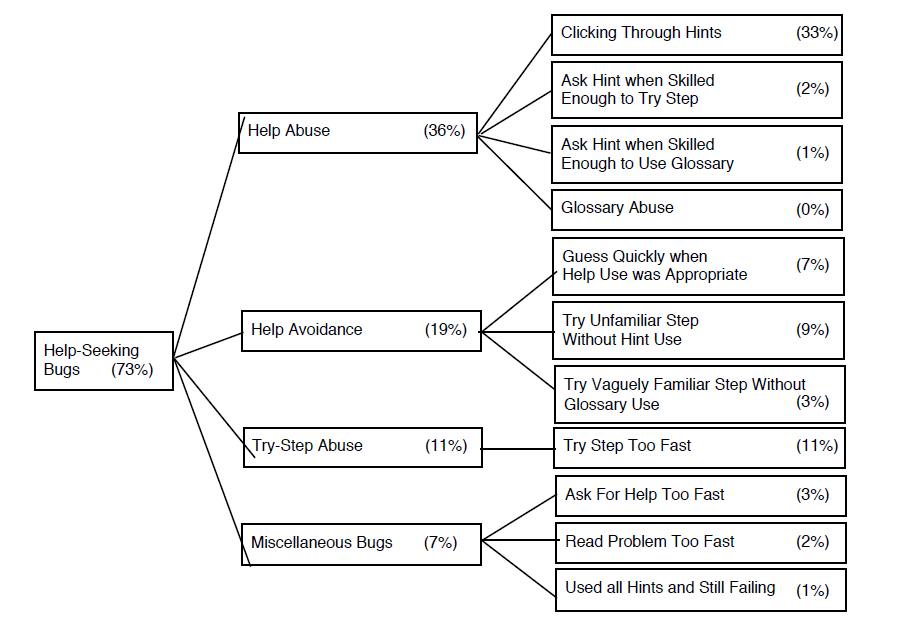 Clicking Through Hints (33%)
Ask Hint when Skilled
Enough to Try Step (2%)
Help Abuse (36%)
Ask Hint when Skilled
Enough to Use Glossary (1%)
Glossary Abuse (0%)
Guess Quickly when
Help Use was Appropriate (7%)
Help Avoidance (19%)
Try Unfamiliar Step
Without Hint Use (9%)
Help-Seeking
Bugs (73%)
Try Vaguely Familiar Step Without
Glossary Use (3%)
Try-Step Abuse (11%)
Try Step Too Fast (11%)
Ask For Help Too Fast (3%)
Miscellaneous Bugs (7%)
Read Problem Too Fast (2%)
Used all Hints and Still Failing (1%)